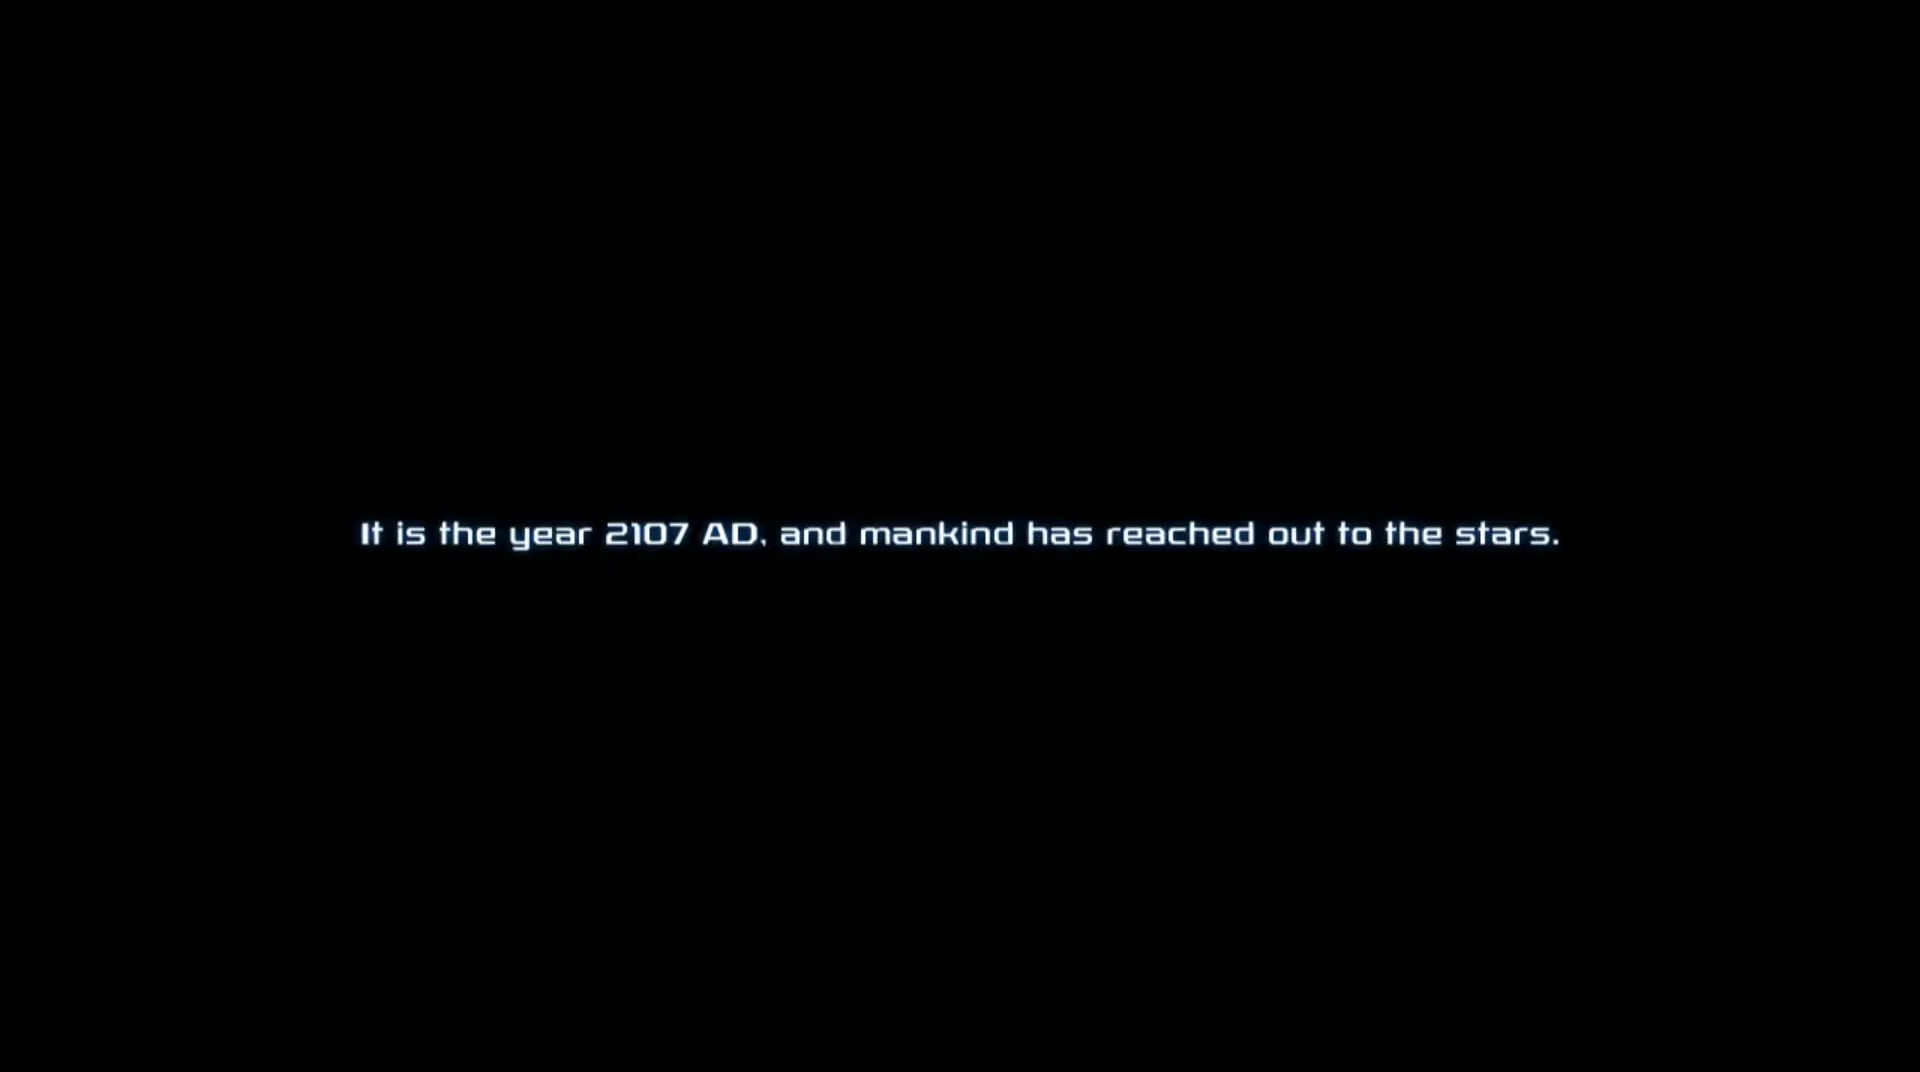 It is the year 2107 AD, and mankind has reached out to the stars.